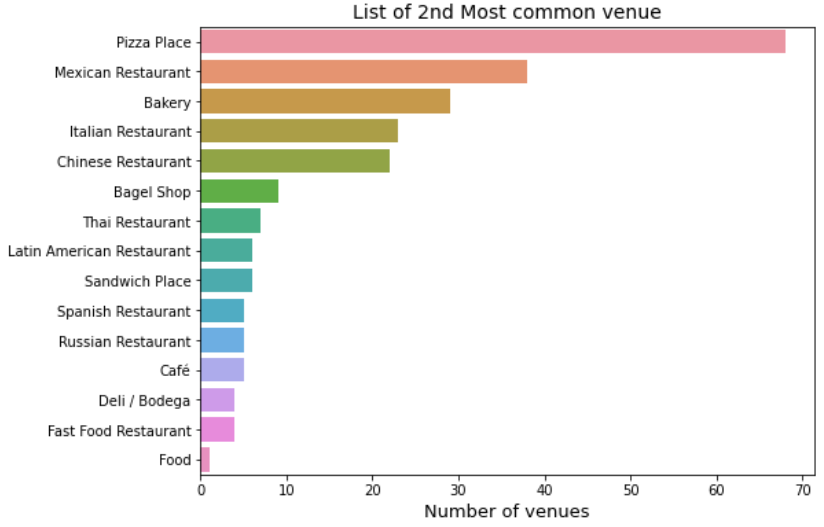 List of 2nd Most common venue
Pizza Place
Mexican Restaurant
Bakery
Italian Restaurant
Chinese Restaurant
Bagel Shop
Thai Restaurant
Latin American Restaurant
Sandwich Place
Spanish Restaurant
Russian Restaurant
Café
Deli / Bodega
Fast Food Restaurant
Food
0 10 20 30 40 50 60 70
Number of venues